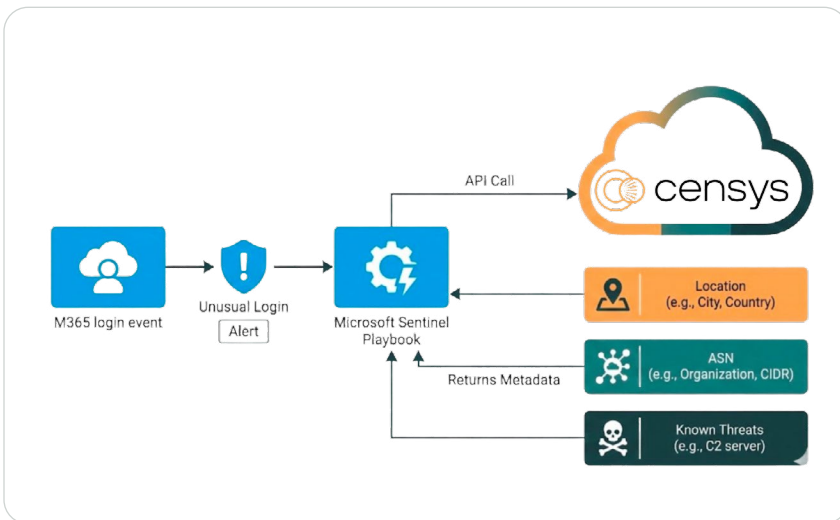 API Call
censys
M365 login event
Unusual Login
Alert
Microsoft Sentinel
Playbook
Location
(e.g., City, Country)
Returns Metadata
ASN
(e.g., Organization, CIDR)
Known Threats
(e.g., C2 server)